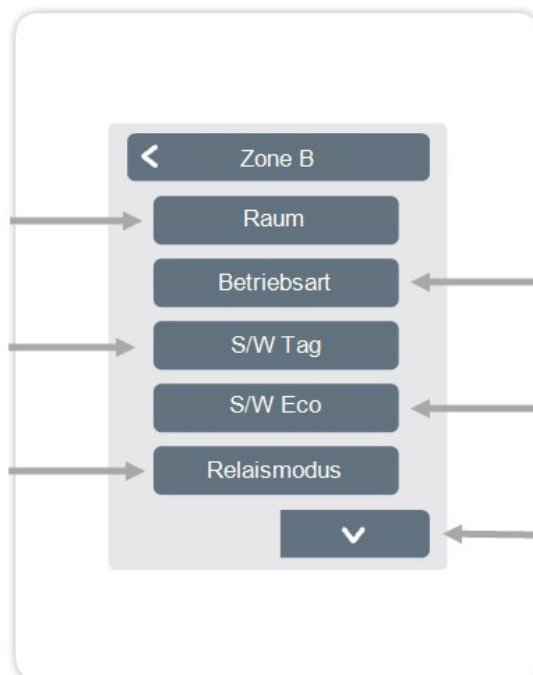 Zone B
Raum
Betriebsart
S/W Tag
S/W Eco
Relaismodus